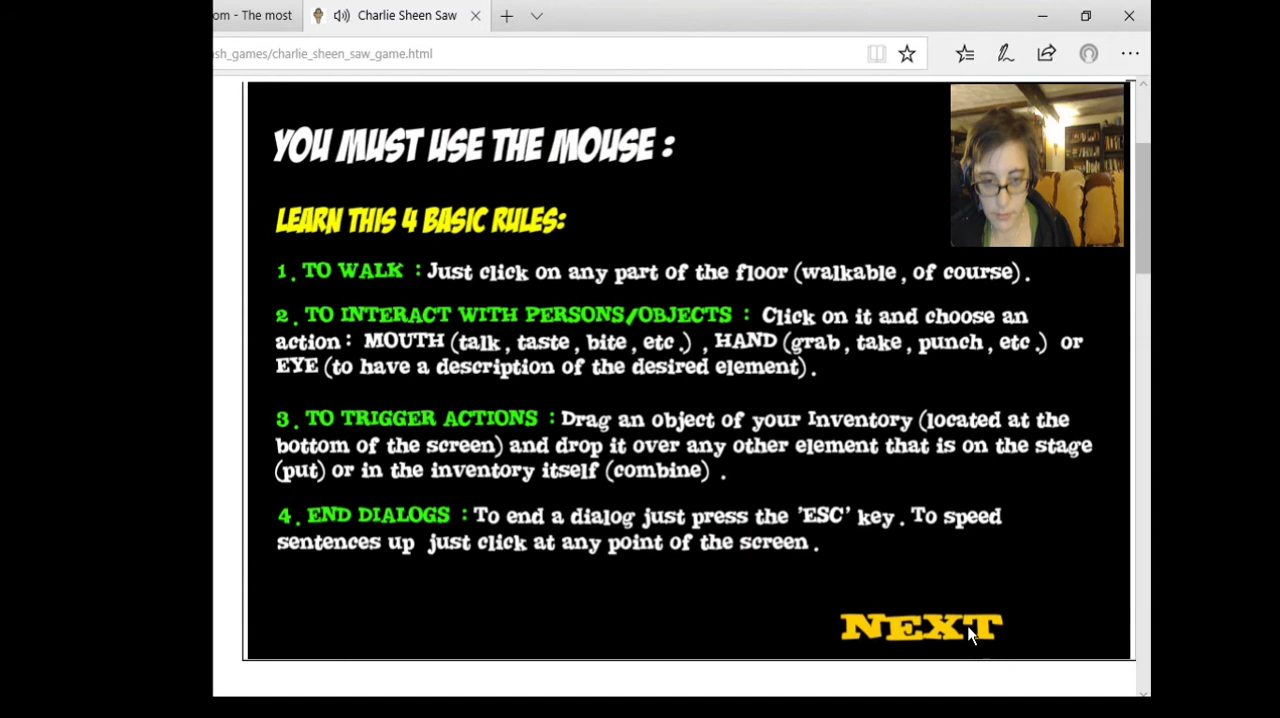 om - The most
Charlie Sheen Saw
sh_games/charlie_sheen_saw_game.html
YOU MUST USE THE MOUSE :
LEARN THIS 4 BASIC RULES:
1. TO WALK : Just click on any part of the floor (walkable, of course).
2. TO INTERACT WITH PERSONS/OBJECTS : Click on it and choose an
action: MOUTH (talk, taste, bite, etc.), HAND (grab, take, punch, etc.) or
EYE (to have a description of the desired element).
3. TO TRIGGER ACTIONS : Drag an object of your Inventory (located at the
bottom of the screen) and drop it over any other element that is on the stage
(put) or in the inventory itself (combine) .
4. END DIALOGS : To end a dialog just press the 'ESC' key. To speed
sentences up just click at any point of the screen.
NEXT